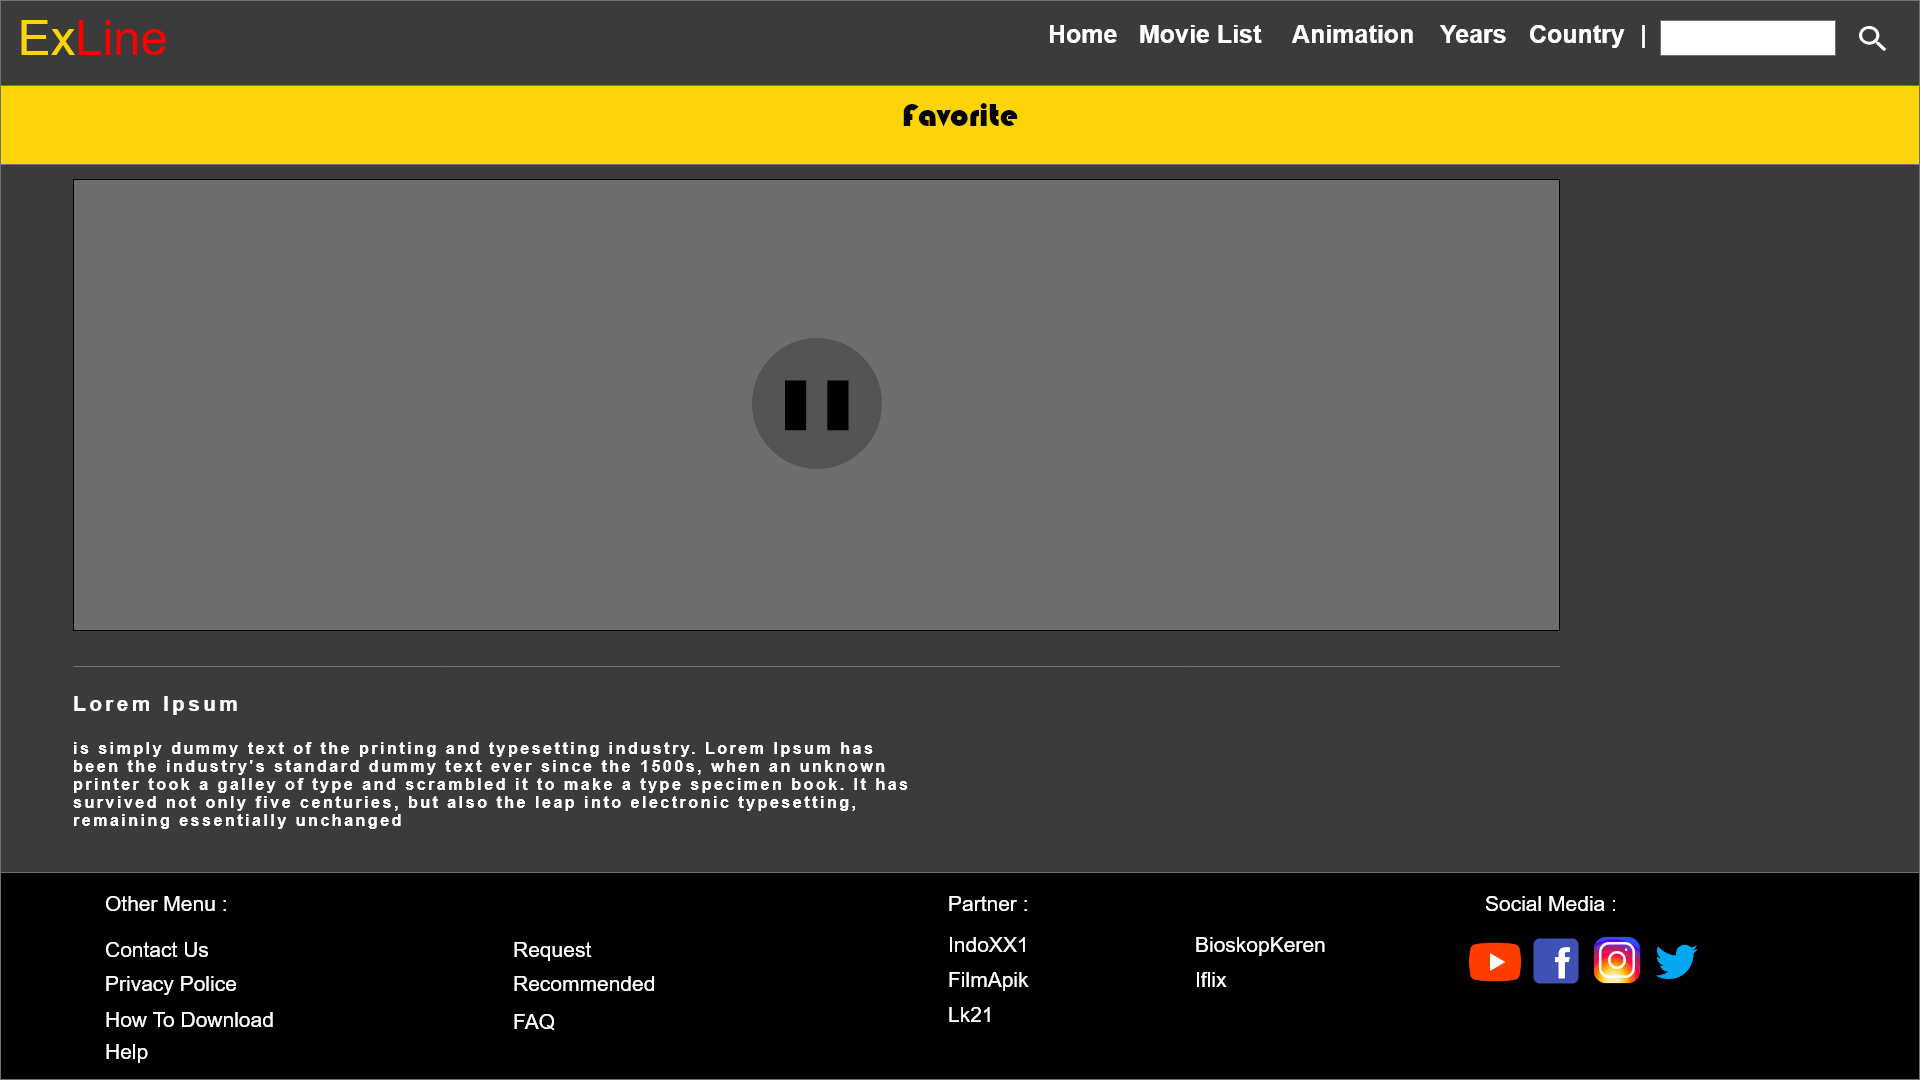 ExLine
Home Movie List Animation Years Country |
Favorite
Lorem Ipsum
is simply dummy text of the printing and typesetting industry. Lorem Ipsum has
been the industry's standard dummy text ever since the 1500s, when an unknown
printer took a galley of type and scrambled it to make a type specimen book. It has
survived not only five centuries, but also the leap into electronic typesetting,
remaining essentially unchanged
Other Menu :
Contact Us
Privacy Police
How To Download
Help
Request
Recommended
FAQ
Partner :
IndoXX1
FilmApik
Lk21
BioskopKeren
Iflix
Social Media :